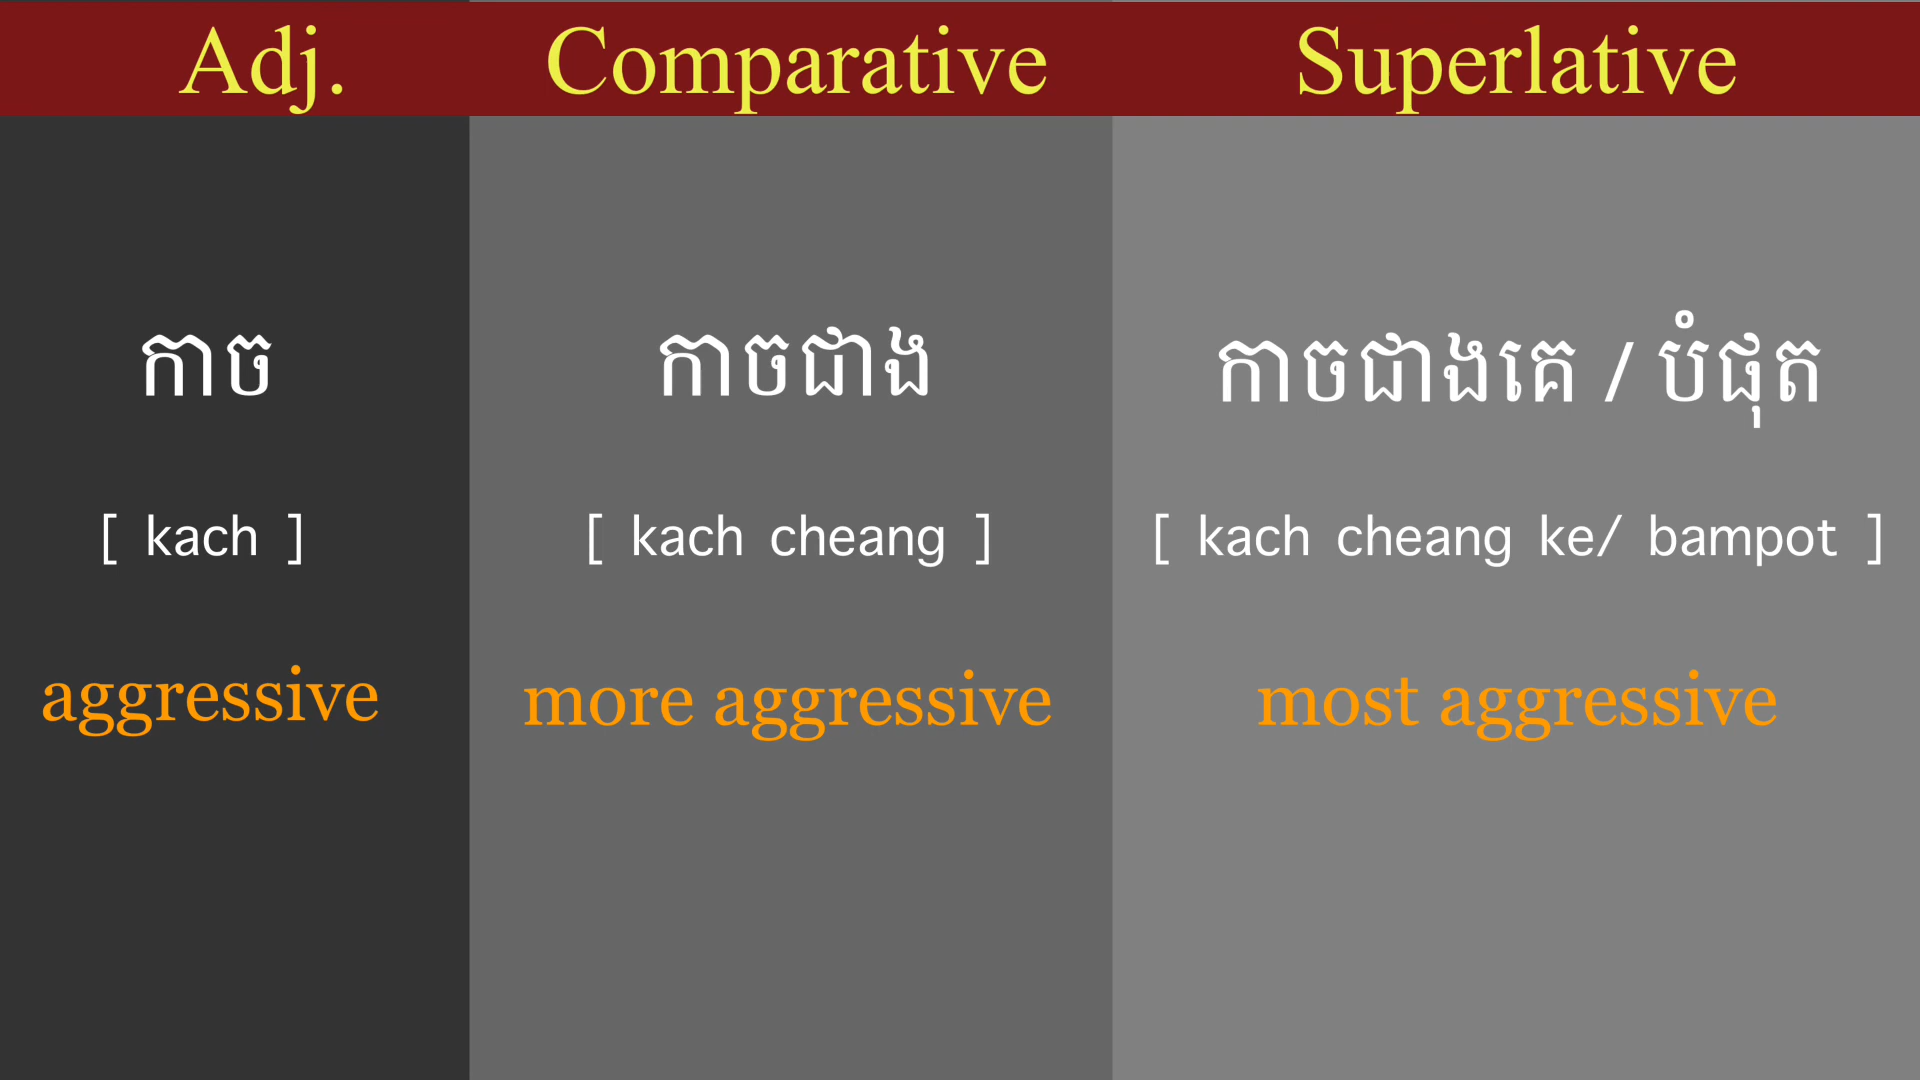 Adj. Comparative Superlative
កាច កាចជាង កាចជាងគេ / បំផុត
[ kach ] [ kach cheang ] [ kach cheang ke/ bampot ]
aggressive more aggressive most aggressive